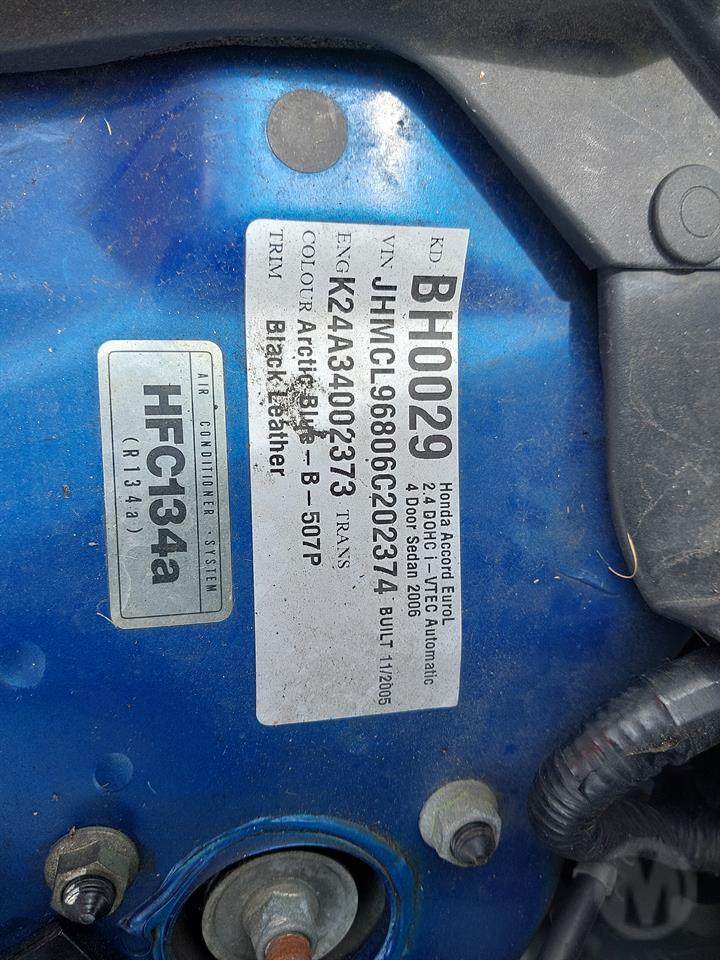 KD BH0029
Honda Accord EuroL
2.4 DOHC i-VTEC Automatic
4 Door Sedan 2006
VIN JHMCL96806C202374 BUILT 11/2005
ENG K24A34002373 TRANS
COLOUR Arctic Blue - B-507P
TRIM Black Leather
AIR CONDITIONER SYSTEM
HFC134a
(R134a)
M